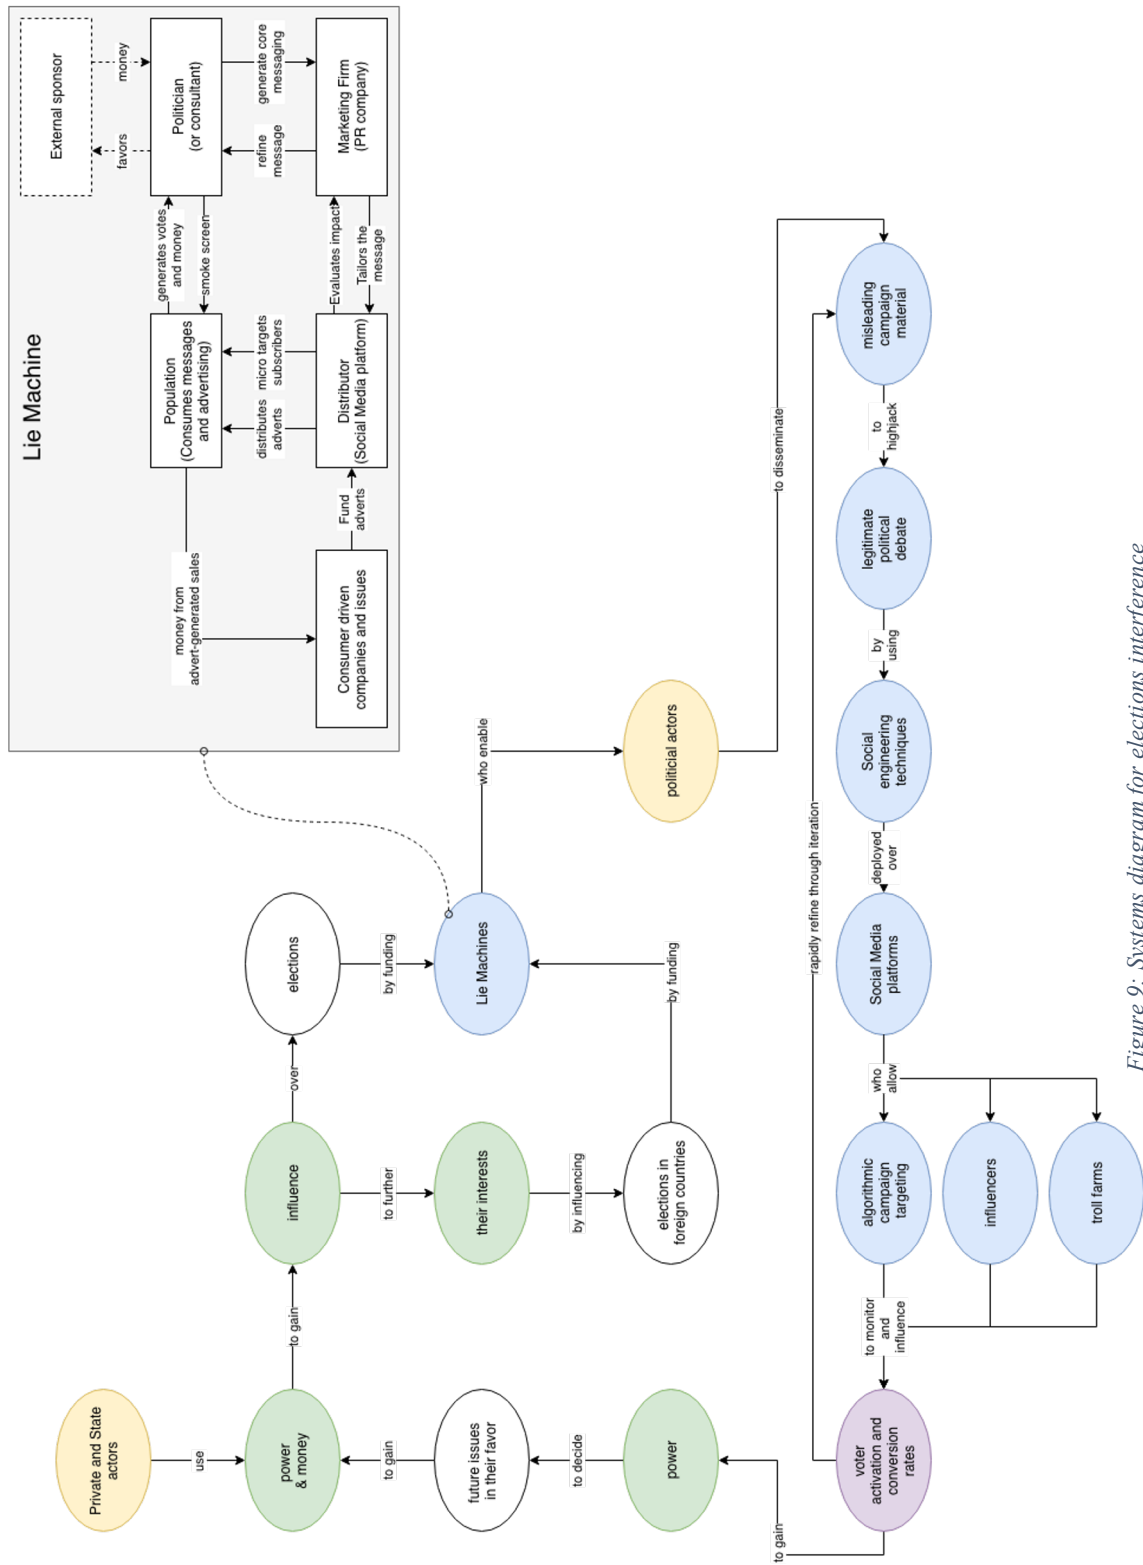 Lie Machine
External sponsor
favors
money
Politician
(or consultant)
refine
message
generate core
messaging
Marketing Firm
(PR company)
generates votes
and money
smoke screen
Evaluates impact
Tailors the
message
Population
(Consumes messages
and advertising)
distributes
adverts
micro targets
subscribers
Distributor
(Social Media platform)
money from
advert-generated sales
Fund
adverts
Consumer driven
companies and issues
Private and State
actors
use
power
& money
to gain
influence
over
elections
by funding
Lie Machines
to further
their interests
by influencing
elections in
foreign countries
by funding
who enable
politicial actors
to disseminate
misleading
campaign
material
to
highjack
legitimate
political
debate
by
using
Social
engineering
techniques
deployed
over
Social Media
platforms
who
allow
algorithmic
campaign
targeting
influencers
troll farms
to monitor
and
influence
voter
activation and
conversion
rates
rapidly refine through iteration
to gain
power
to decide
future issues
in their favor
to gain
Figure 9: Systems diagram for elections interference